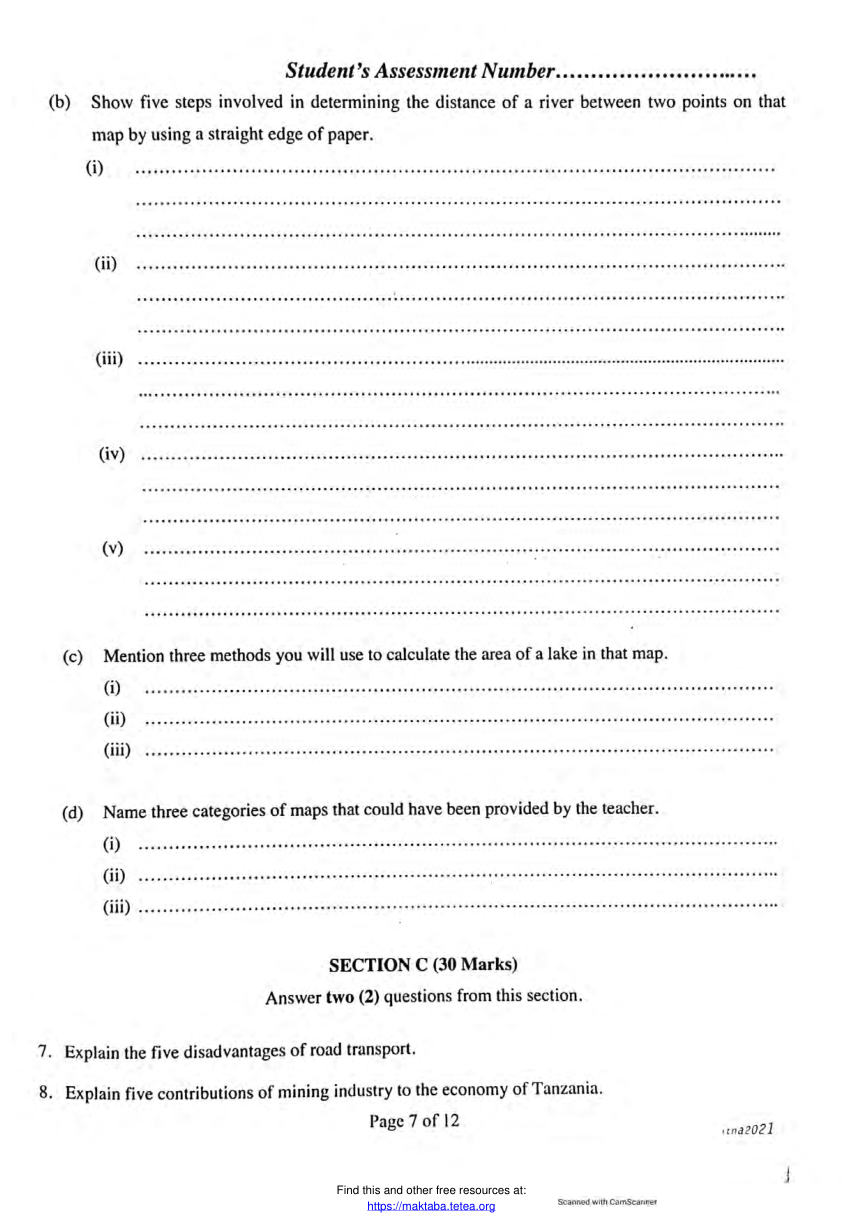 Student's Assessment Number..............................
(b) Show five steps involved in determining the distance of a river between two points on that
map by using a straight edge of paper.
(i) ..............................................................................................................
..............................................................................................................
..............................................................................................................
(ii) ..............................................................................................................
..............................................................................................................
..............................................................................................................
(iii) ..............................................................................................................
..............................................................................................................
..............................................................................................................
(iv) ..............................................................................................................
..............................................................................................................
..............................................................................................................
(v) ..............................................................................................................
..............................................................................................................
..............................................................................................................
(c) Mention three methods you will use to calculate the area of a lake in that map.
(i) ..............................................................................................................
(ii) ..............................................................................................................
(iii) ..............................................................................................................
(d) Name three categories of maps that could have been provided by the teacher.
(i) ..............................................................................................................
(ii) ..............................................................................................................
(iii) ..............................................................................................................
SECTION C (30 Marks)
Answer two (2) questions from this section.
7. Explain the five disadvantages of road transport.
8. Explain five contributions of mining industry to the economy of Tanzania.
Page 7 of 12
Find this and other free resources at:
https://maktaba.tetea.org
Scanned with CamScanner